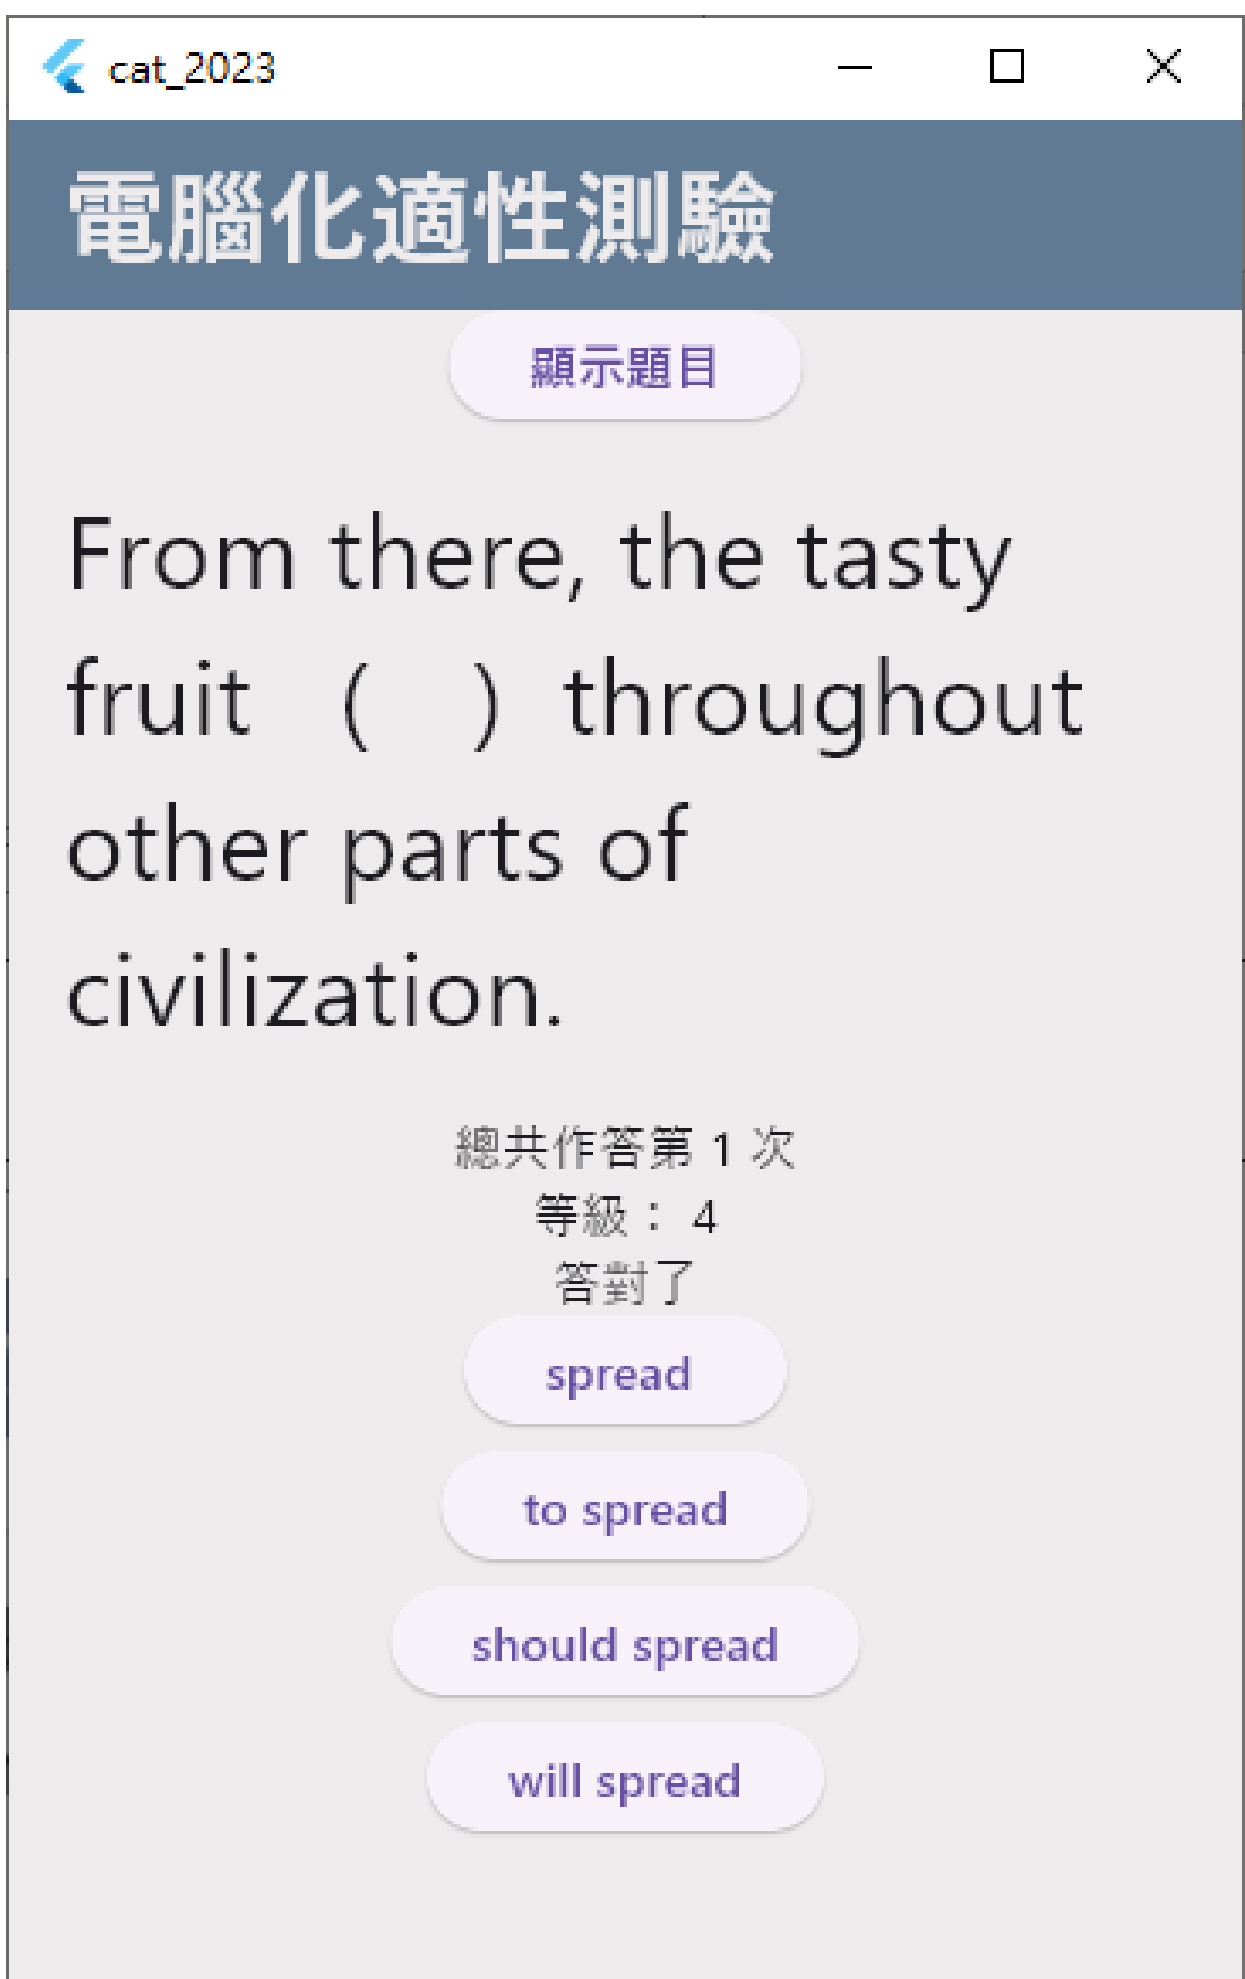 cat_2023
電腦化適性測驗
顯示題目
From there, the tasty
fruit （　） throughout
other parts of
civilization.
總共作答第 1 次
等級： 4
答對了
spread
to spread
should spread
will spread